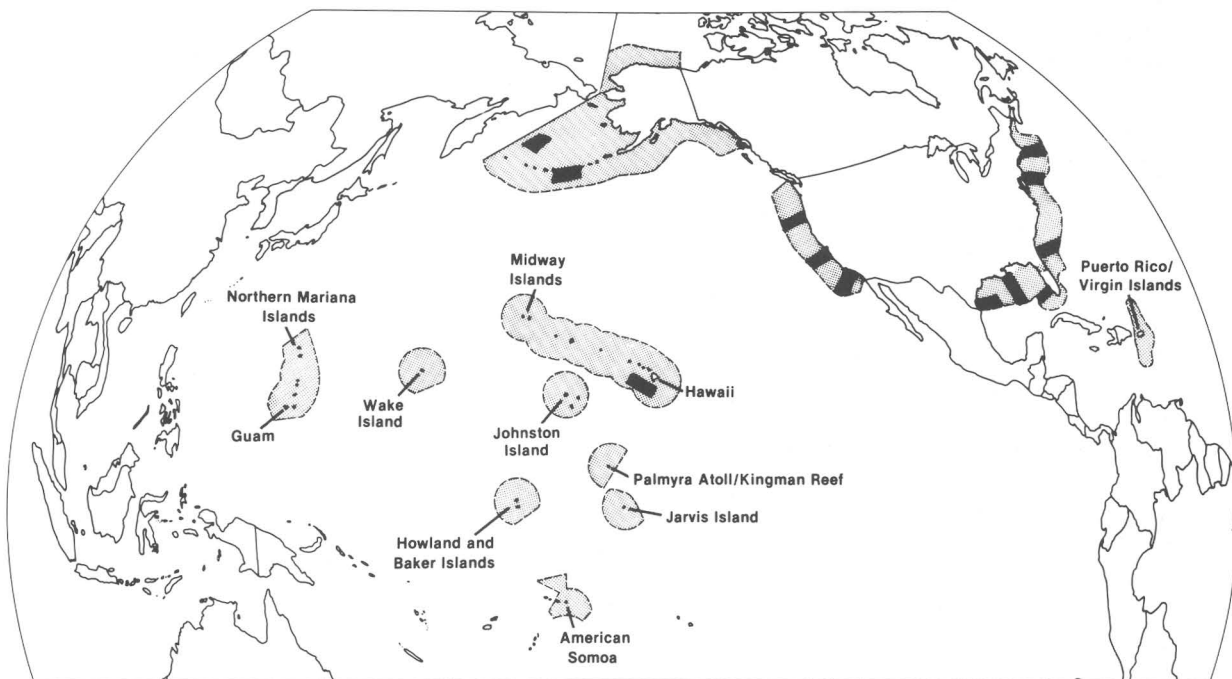 Midway
Islands
Puerto Rico/
Virgin Islands
Northern Mariana
Islands
Wake
Island
Hawaii
Guam
Johnston
Island
Palmyra Atoll/Kingman Reef
Jarvis Island
Howland and
Baker Islands
American
Somoa